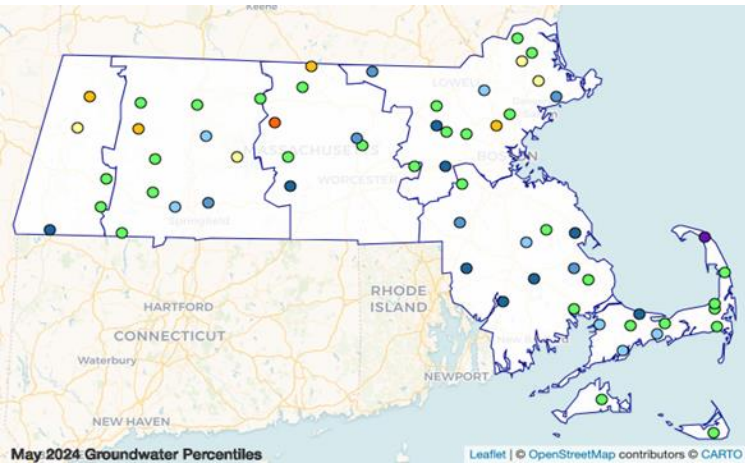 Keene
LOWELL
MASSACHUSETTS
BOSTON
WORCESTER
Springfield
RHODE
ISLAND
HARTFORD
CONNECTICUT
Waterbury
NEWPORT
NEW HAVEN
May 2024 Groundwater Percentiles
Leaflet | © OpenStreetMap contributors © CARTO